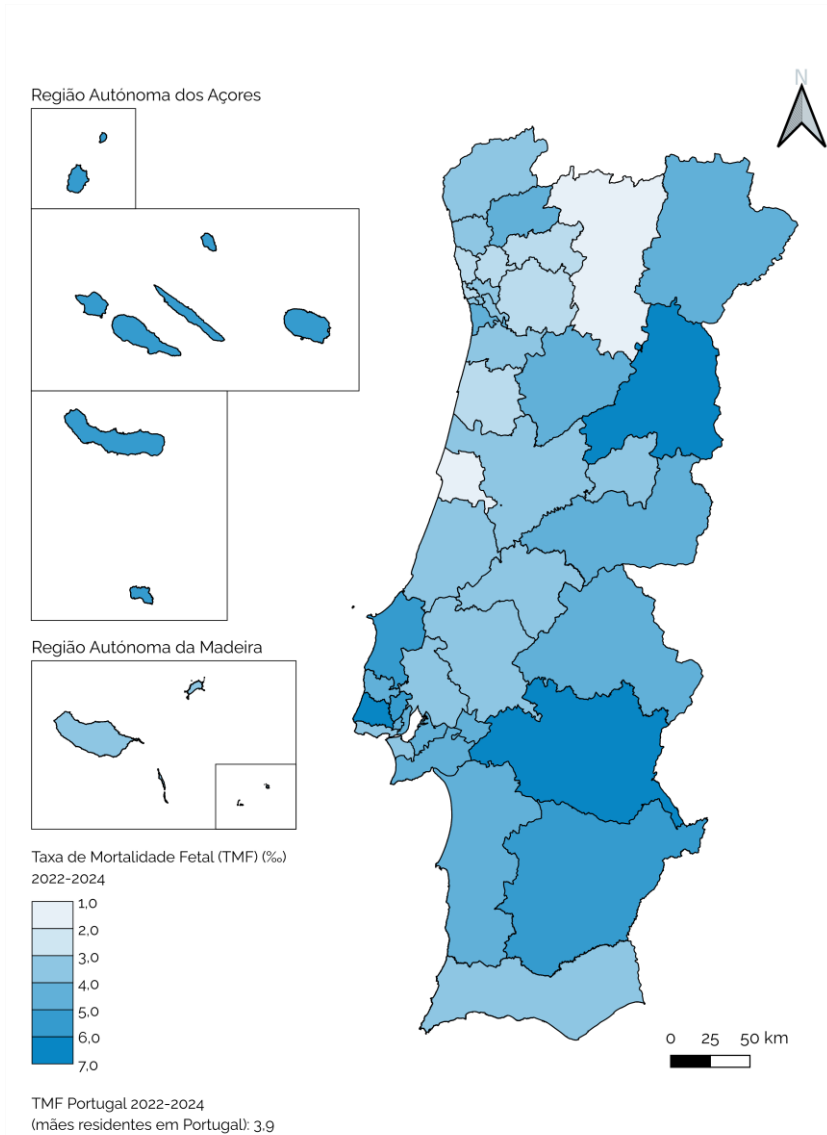 N
Região Autónoma dos Açores
Região Autónoma da Madeira
Taxa de Mortalidade Fetal (TMF) (‰)
2022-2024
1,0
2,0
3,0
4,0
5,0
6,0
7,0
0 25 50 km
TMF Portugal 2022-2024
(mães residentes em Portugal): 3,9